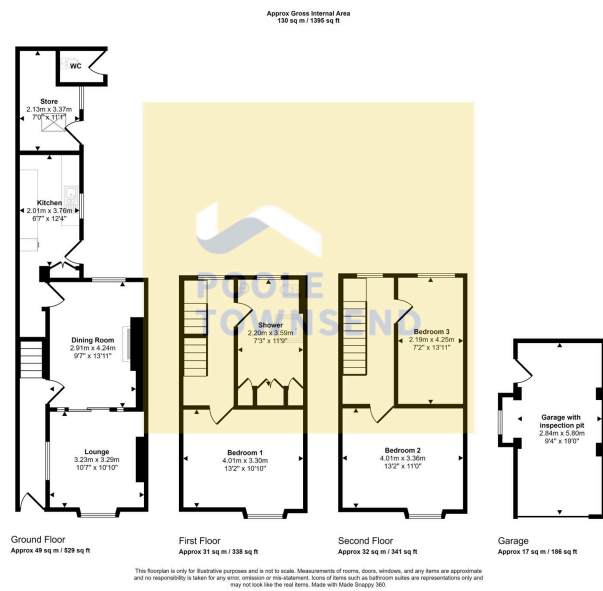 Approx Gross Internal Area
130 sq m / 1395 sq ft
WC
Store
2.13m x 3.37m
7'0" x 11'1"
Kitchen
2.01m x 3.76m
6'7" x 12'4"
Dining Room
2.91m x 4.24m
9'7" x 13'11"
Lounge
3.23m x 3.29m
10'7" x 10'10"
Ground Floor
Approx 49 sq m / 529 sq ft
POOLE
TOWNSEND
Shower
2.20m x 3.59m
7'3" x 11'9"
Bedroom 1
4.01m x 3.30m
13'2" x 10'10"
First Floor
Approx 31 sq m / 338 sq ft
Bedroom 3
2.19m x 4.25m
7'2" x 13'11"
Bedroom 2
4.01m x 3.36m
13'2" x 11'0"
Second Floor
Approx 32 sq m / 341 sq ft
Garage with
inspection pit
2.84m x 5.80m
9'4" x 19'0"
Garage
Approx 17 sq m / 186 sq ft
This floorplan is only for illustrative purposes and is not to scale. Measurements of rooms, doors, windows, and any items are approximate
and no responsibility is taken for any error, omission or mis-statement. Icons of items such as bathroom suites are representations only and
may not look like the real items. Made with Made Snappy 360.